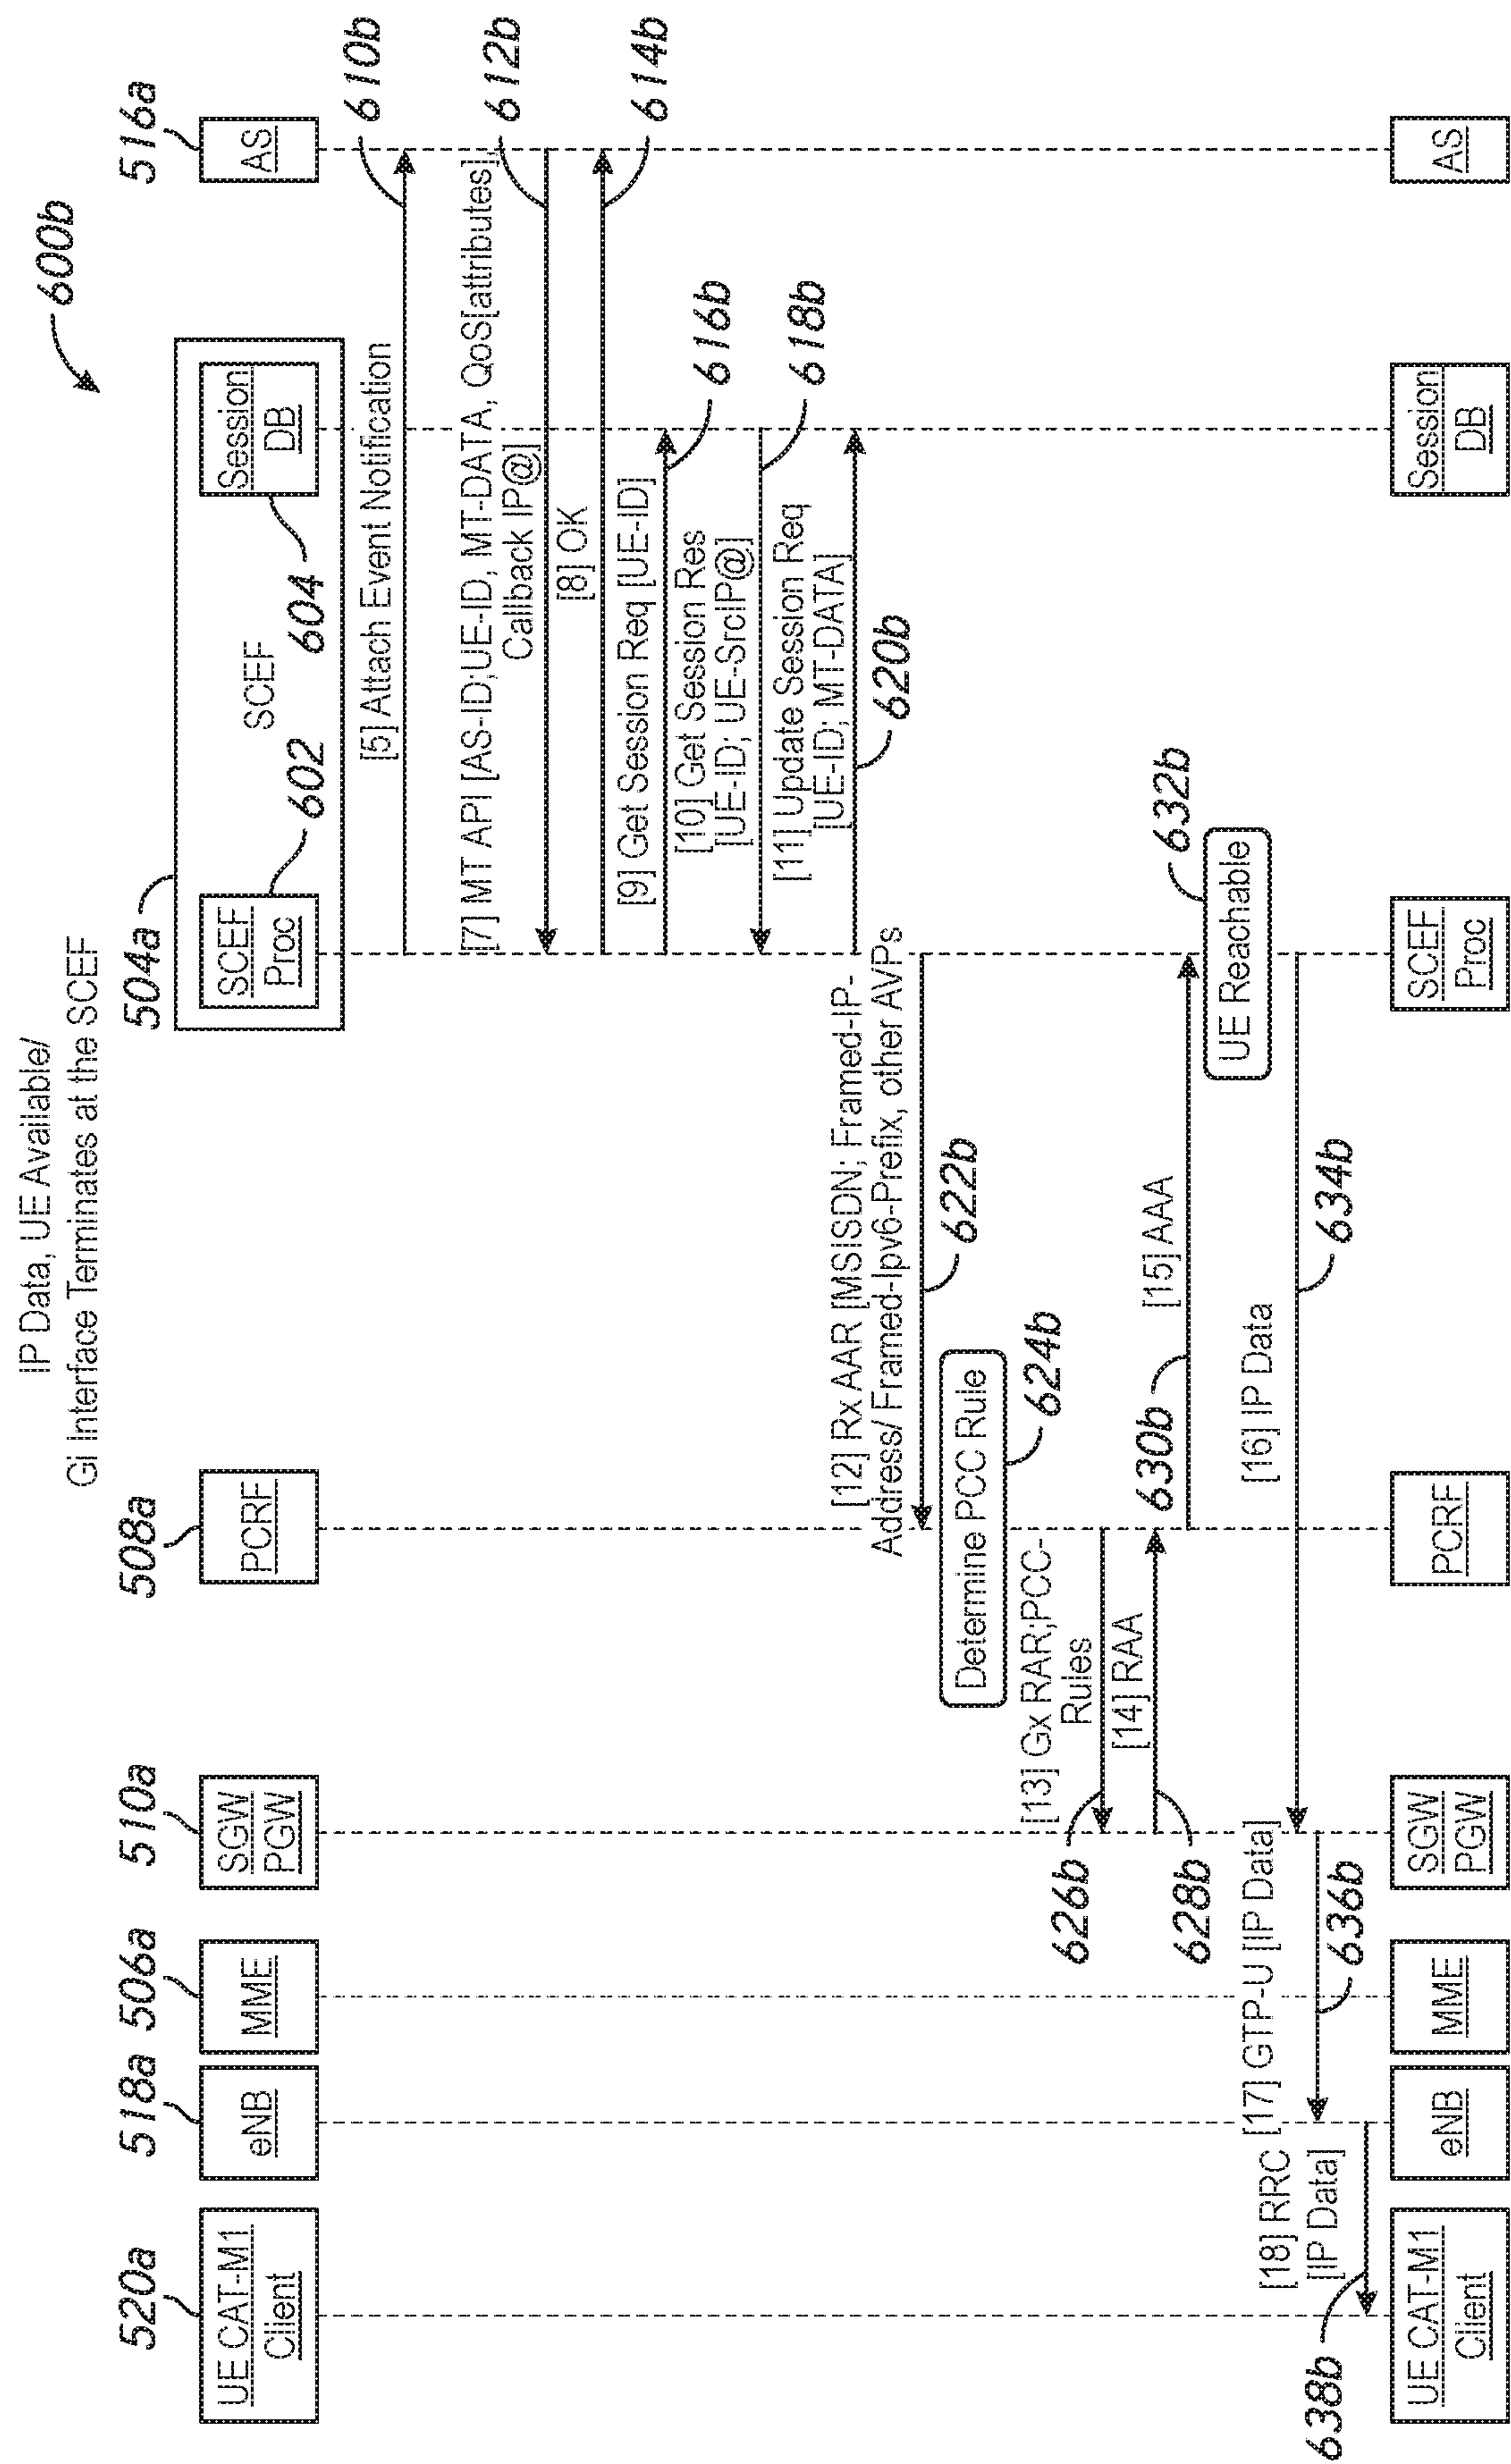 IP Data, UE Available/
Gi Interface Terminates at the SCEF
600b
520a
518a
506a
510a
508a
504a
516a
UE CAT-M1
Client
eNB
MME
SGW
PGW
PCRF
SCEF
Proc
602
SCEF
604
Session
DB
AS
[5] Attach Event Notification
610b
[7] MT API [AS-ID;UE-ID, MT-DATA, QoS[attributes],
Callback IP@]
612b
[8] OK
614b
[9] Get Session Req [UE-ID]
616b
[10] Get Session Res
[UE-ID; UE-SrcIP@]
618b
[11] Update Session Req
[UE-ID; MT-DATA]
620b
[12] Rx AAR [MSISDN; Framed-IP-
Address/ Framed-Ipv6-Prefix, other AVPs
622b
Determine PCC Rule
624b
[13] Gx RAR;PCC-
Rules
626b
[14] RAA
628b
630b
[15] AAA
UE Reachable
632b
[16] IP Data
634b
[17] GTP-U [IP Data]
636b
[18] RRC
[IP Data]
638b
UE CAT-M1
Client
eNB
MME
SGW
PGW
PCRF
SCEF
Proc
Session
DB
AS